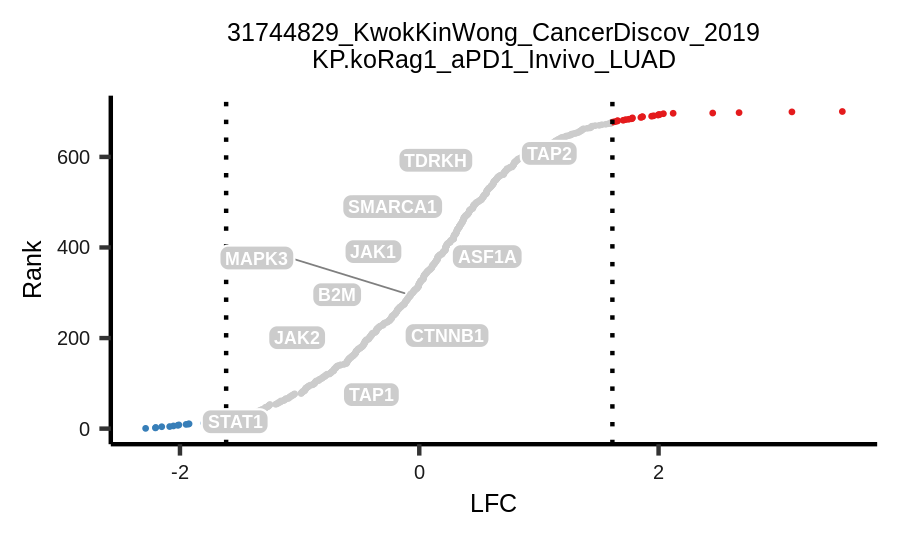 31744829_KwokKinWong_CancerDiscov_2019
KP.koRag1_aPD1_Invivo_LUAD
Rank
600
400
200
0
TDRKH
TAP2
SMARCA1
JAK1
ASF1A
MAPK3
B2M
JAK2
CTNNB1
TAP1
STAT1
-2
0
2
LFC